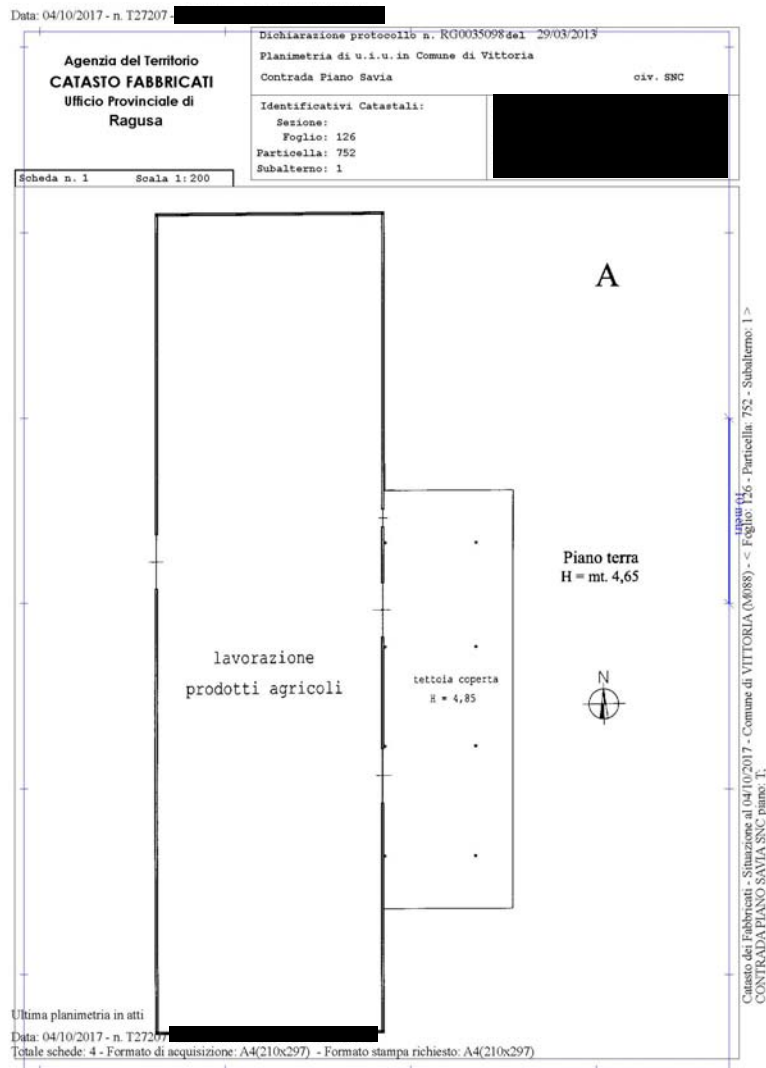 Data: 04/10/2017 - n. T27207 -
Agenzia del Territorio
CATASTO FABBRICATI
Ufficio Provinciale di
Ragusa
Dichiarazione protocollo n. RG0035098 del 29/03/2013
Planimetria di u.i.u. in Comune di Vittoria
Contrada Piano Savia civ. SNC
Identificativi Catastali:
Sezione:
Foglio: 126
Particella: 752
Subalterno: 1
Scheda n. 1 Scala 1:200
A
10 metri
Piano terra
H = mt. 4,65
lavorazione
prodotti agricoli
tettoia coperta
H = 4,85
N
Catasto dei Fabbricati - Situazione al 04/10/2017 - Comune di VITTORIA (M088) - < Foglio: 126 - Particella: 752 - Subalterno: 1 >
CONTRADA PIANO SAVIA SNC piano: T;
Ultima planimetria in atti
Data: 04/10/2017 - n. T27207
Totale schede: 4 - Formato di acquisizione: A4(210x297) - Formato stampa richiesto: A4(210x297)